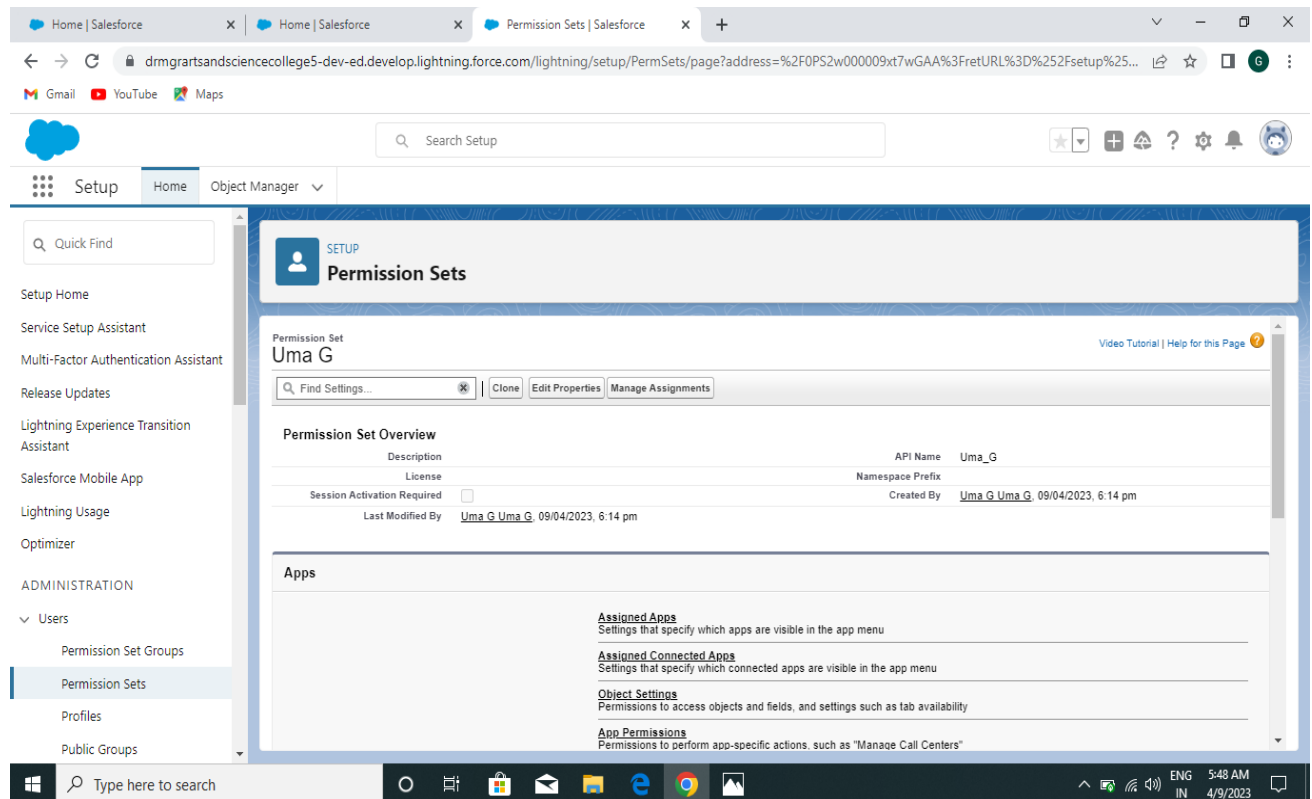 Home | Salesforce
Home | Salesforce
Permission Sets | Salesforce
drmgrartsandsciencecollege5-dev-ed.develop.lightning.force.com/lightning/setup/PermSets/page?address=%2F0PS2w000009xt7wGAA%3FretURL%3D%252Fsetup%25...
G
Gmail
YouTube
Maps
Search Setup
Setup
Home
Object Manager
Quick Find
Setup Home
Service Setup Assistant
Multi-Factor Authentication Assistant
Release Updates
Lightning Experience Transition
Assistant
Salesforce Mobile App
Lightning Usage
Optimizer
ADMINISTRATION
Users
Permission Set Groups
Permission Sets
Profiles
Public Groups
SETUP
Permission Sets
Permission Set
Uma G
Video Tutorial | Help for this Page
Find Settings...
Clone
Edit Properties
Manage Assignments
Permission Set Overview
Description
API Name Uma_G
License
Namespace Prefix
Session Activation Required
Created By Uma G Uma G, 09/04/2023, 6:14 pm
Last Modified By Uma G Uma G, 09/04/2023, 6:14 pm
Apps
Assigned Apps
Settings that specify which apps are visible in the app menu
Assigned Connected Apps
Settings that specify which connected apps are visible in the app menu
Object Settings
Permissions to access objects and fields, and settings such as tab availability
App Permissions
Permissions to perform app-specific actions, such as "Manage Call Centers"
Type here to search
ENG
IN
5:48 AM
4/9/2023